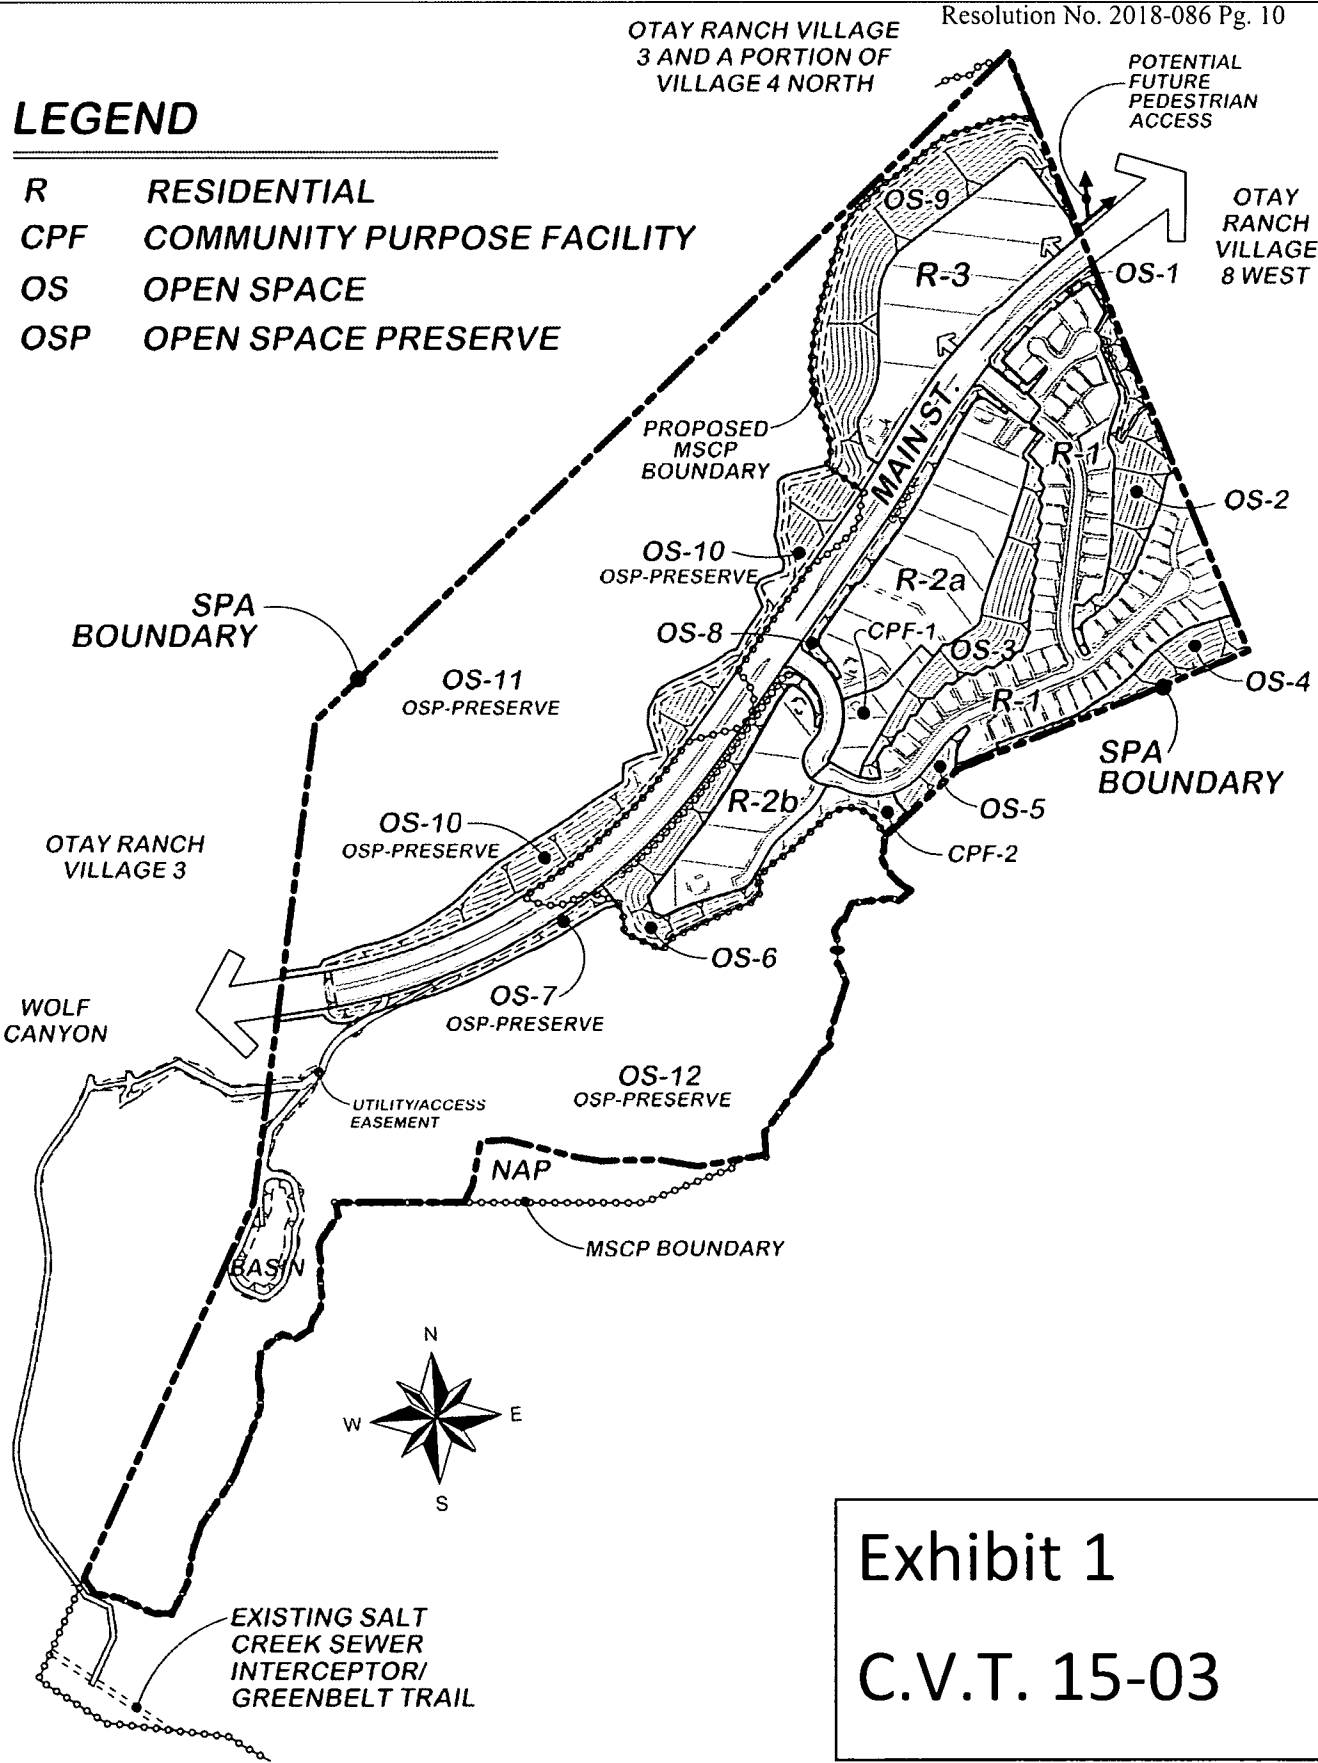 Resolution No. 2018-086 Pg. 10
OTAY RANCH VILLAGE
3 AND A PORTION OF
VILLAGE 4 NORTH
POTENTIAL
FUTURE
PEDESTRIAN
ACCESS
LEGEND
R RESIDENTIAL
CPF COMMUNITY PURPOSE FACILITY
OS OPEN SPACE
OSP OPEN SPACE PRESERVE
OTAY
RANCH
VILLAGE
8 WEST
OS-9
R-3
OS-1
MAIN ST.
PROPOSED
MSCP
BOUNDARY
R-1
OS-2
OS-10
OSP-PRESERVE
R-2a
SPA
BOUNDARY
OS-8
CPF-1
OS-3
OS-11
OSP-PRESERVE
OS-4
R-1
SPA
BOUNDARY
R-2b
OS-5
OS-10
OSP-PRESERVE
OTAY RANCH
VILLAGE 3
CPF-2
OS-6
OS-7
OSP-PRESERVE
WOLF
CANYON
OS-12
OSP-PRESERVE
UTILITY/ACCESS
EASEMENT
NAP
MSCP BOUNDARY
BASIN
N
W
E
S
EXISTING SALT
CREEK SEWER
INTERCEPTOR/
GREENBELT TRAIL
Exhibit 1
C.V.T. 15-03